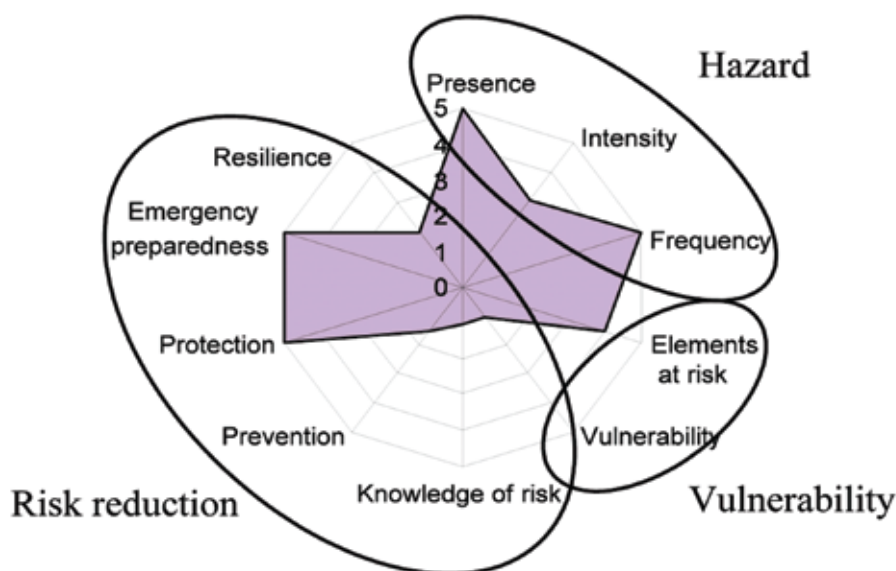 Hazard
Presence
5
4
3
2
1
0
Intensity
Frequency
Elements
at risk
Vulnerability
Vulnerability
Knowledge of risk
Prevention
Protection
Emergency
preparedness
Resilience
Risk reduction